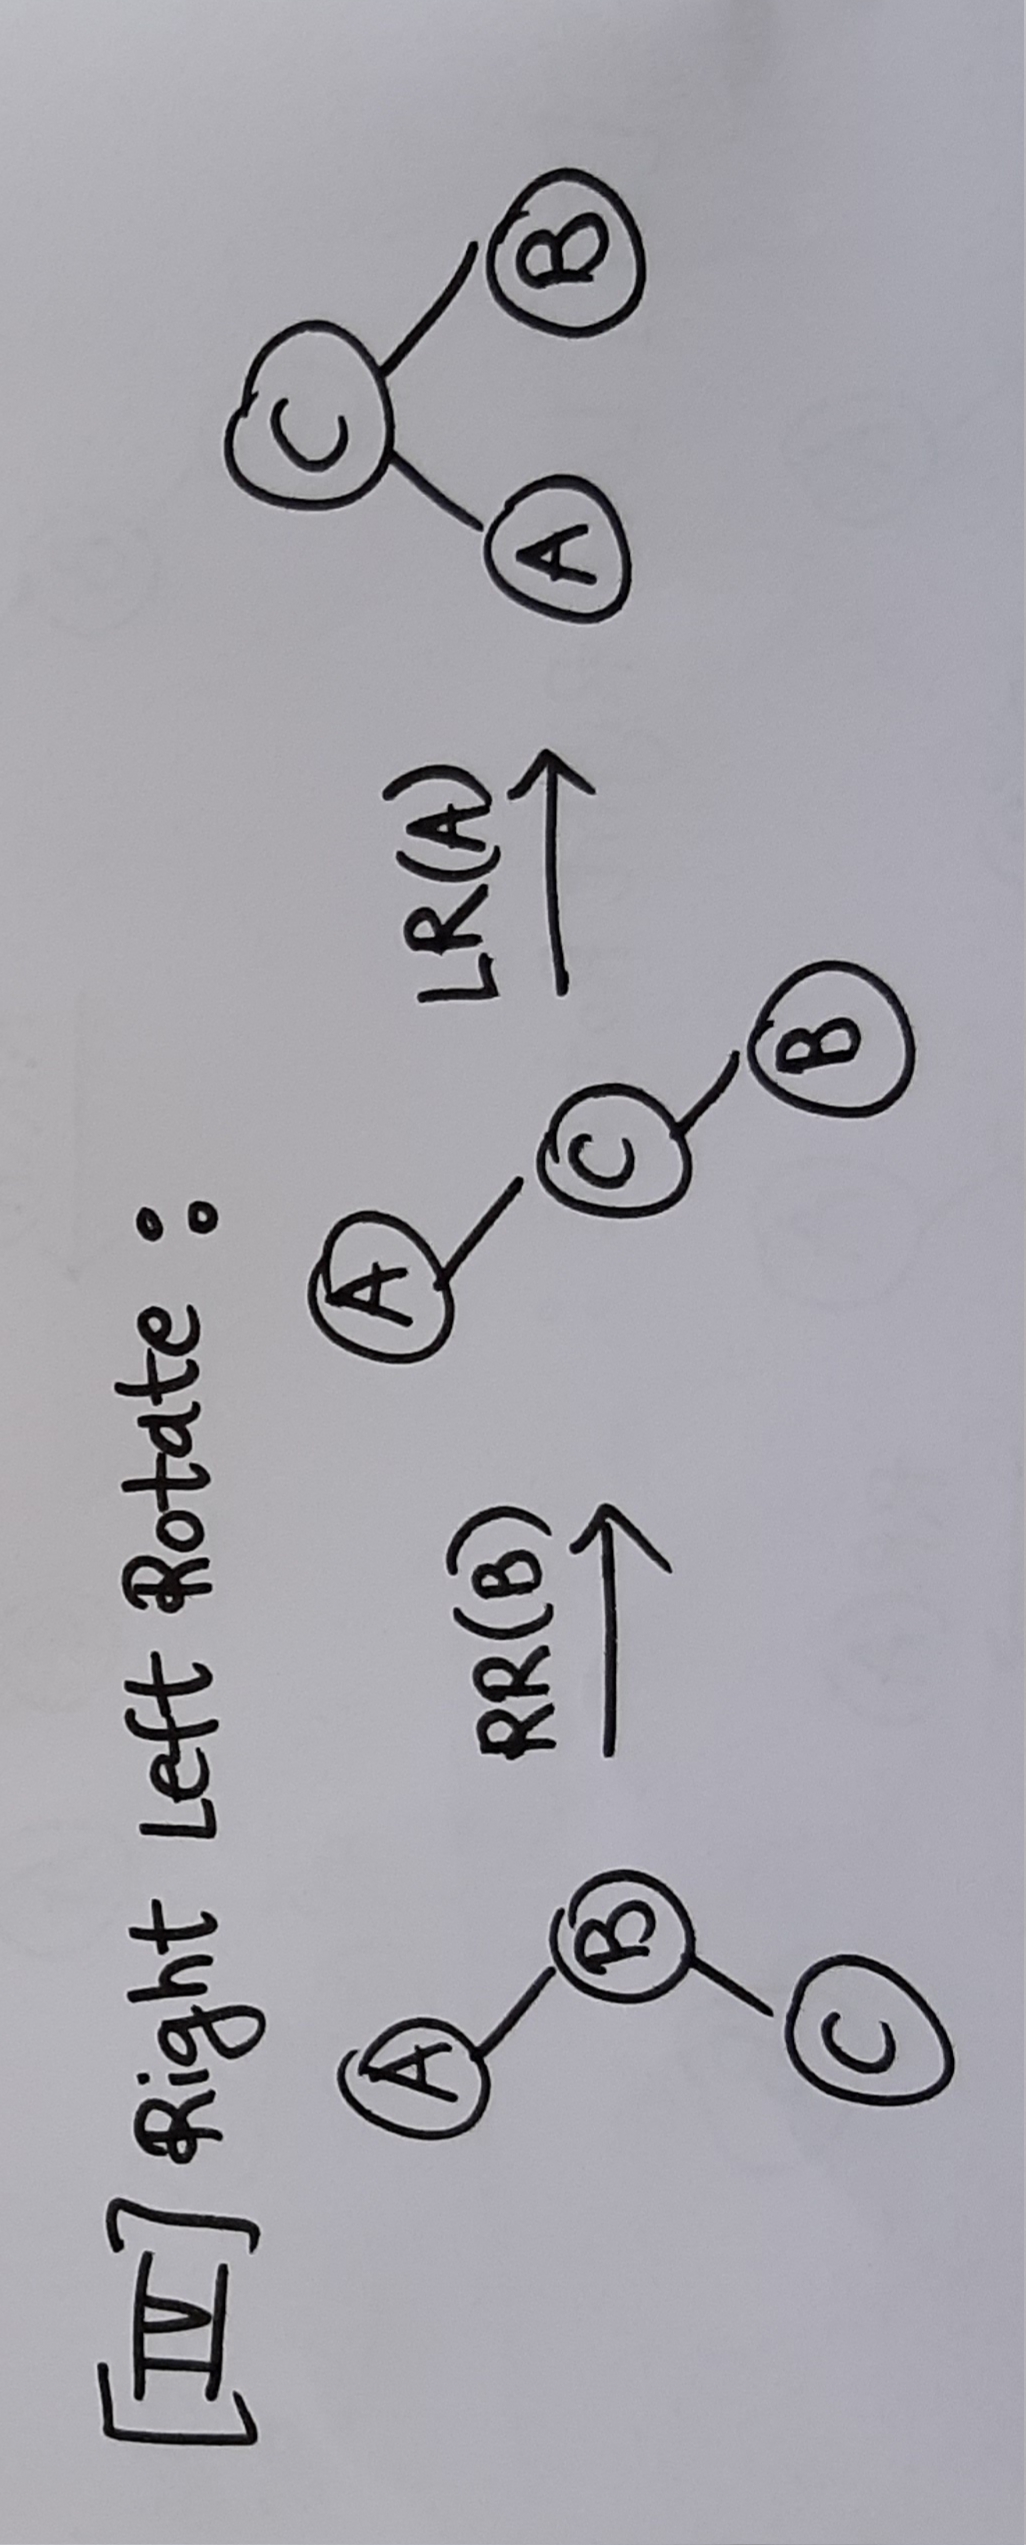 [IV] Right Left Rotate :
RR(B) LR(A)
A B C
A C B
C A B